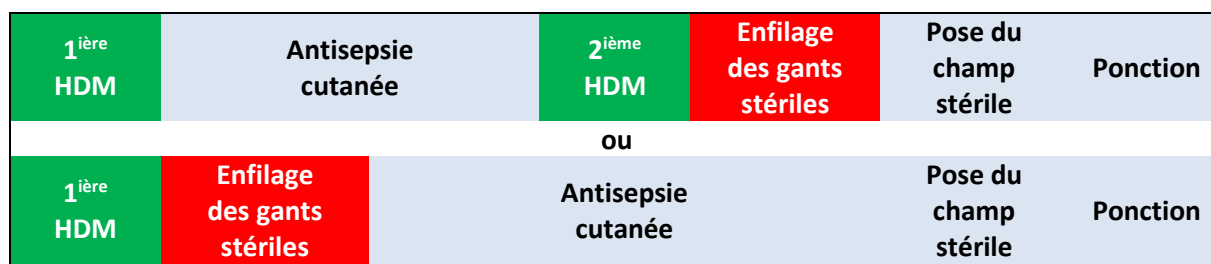 1ière HDM
Antisepsie cutanée
2ième HDM
Enfilage des gants stériles
Pose du champ stérile
Ponction
ou
1ière HDM
Enfilage des gants stériles
Antisepsie cutanée
Pose du champ stérile
Ponction